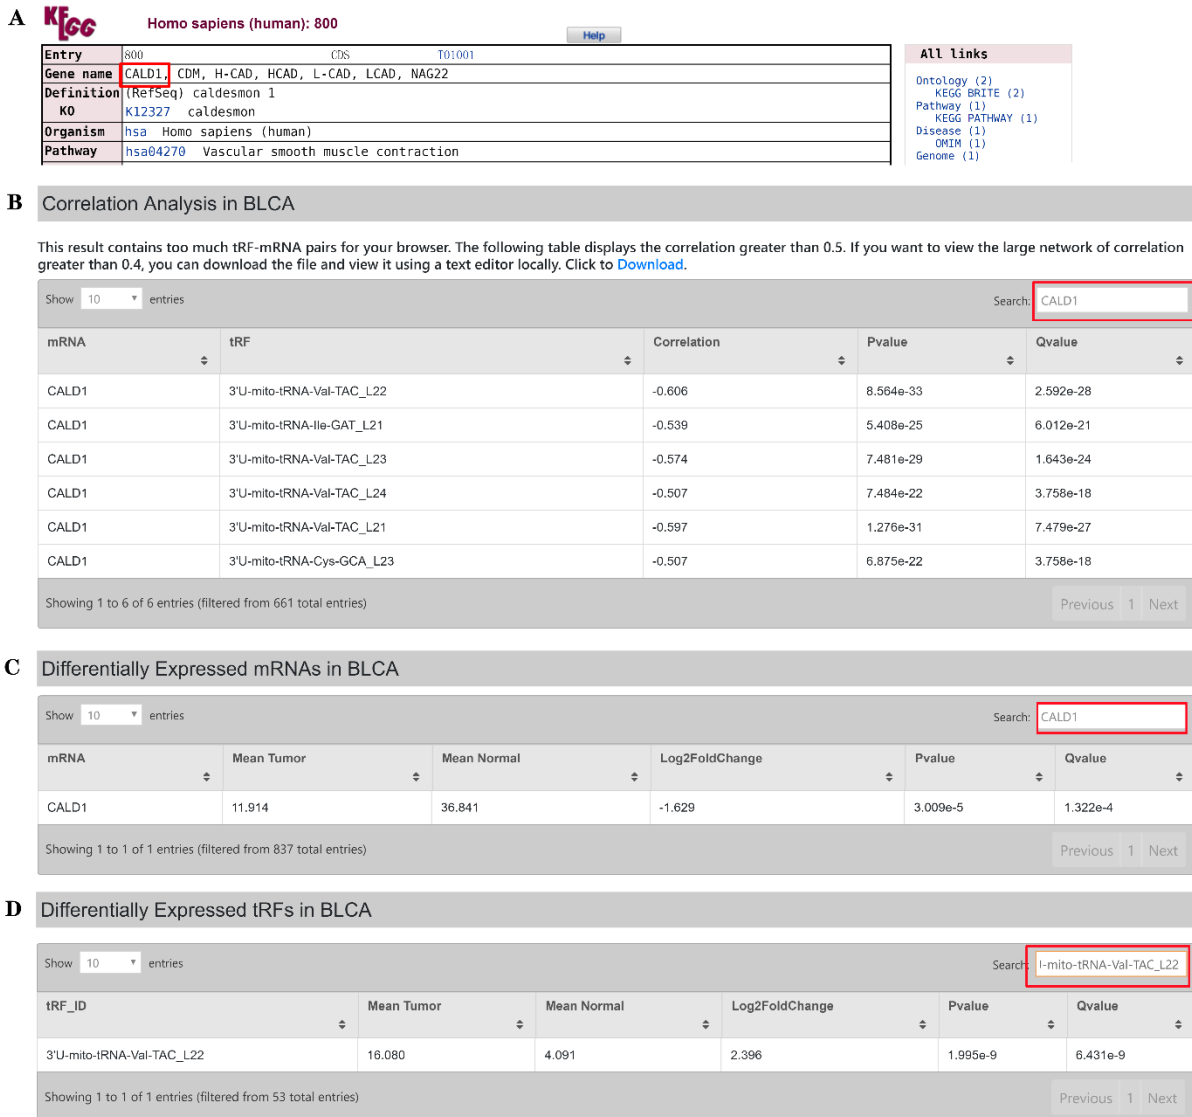 A
KEGG
Homo sapiens (human): 800
Help
Entry 800 CDS T01001
Gene name CALD1, CDM, H-CAD, HCAD, L-CAD, LCAD, NAG22
Definition (RefSeq) caldesmon 1
KO K12327 caldesmon
Organism hsa Homo sapiens (human)
Pathway hsa04270 Vascular smooth muscle contraction
All links
Ontology (2)
KEGG BRITE (2)
Pathway (1)
KEGG PATHWAY (1)
Disease (1)
OMIM (1)
Genome (1)
B
Correlation Analysis in BLCA
This result contains too much tRF-mRNA pairs for your browser. The following table displays the correlation greater than 0.5. If you want to view the large network of correlation
greater than 0.4, you can download the file and view it using a text editor locally. Click to Download.
Show 10 entries Search: CALD1
mRNA tRF Correlation Pvalue Qvalue
CALD1 3'U-mito-tRNA-Val-TAC_L22 -0.606 8.564e-33 2.592e-28
CALD1 3'U-mito-tRNA-Ile-GAT_L21 -0.539 5.408e-25 6.012e-21
CALD1 3'U-mito-tRNA-Val-TAC_L23 -0.574 7.481e-29 1.643e-24
CALD1 3'U-mito-tRNA-Val-TAC_L24 -0.507 7.484e-22 3.758e-18
CALD1 3'U-mito-tRNA-Val-TAC_L21 -0.597 1.276e-31 7.479e-27
CALD1 3'U-mito-tRNA-Cys-GCA_L23 -0.507 6.875e-22 3.758e-18
Showing 1 to 6 of 6 entries (filtered from 661 total entries) Previous 1 Next
C
Differentially Expressed mRNAs in BLCA
Show 10 entries Search: CALD1
mRNA Mean Tumor Mean Normal Log2FoldChange Pvalue Qvalue
CALD1 11.914 36.841 -1.629 3.009e-5 1.322e-4
Showing 1 to 1 of 1 entries (filtered from 837 total entries) Previous 1 Next
D
Differentially Expressed tRFs in BLCA
Show 10 entries Search: -mito-tRNA-Val-TAC_L22
tRF_ID Mean Tumor Mean Normal Log2FoldChange Pvalue Qvalue
3'U-mito-tRNA-Val-TAC_L22 16.080 4.091 2.396 1.995e-9 6.431e-9
Showing 1 to 1 of 1 entries (filtered from 53 total entries) Previous 1 Next